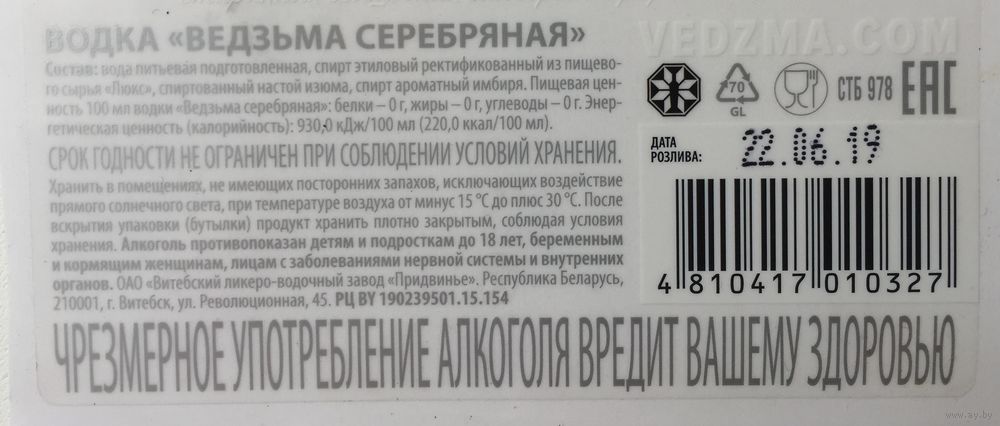 ВОДКА «ВЕДЗЬМА СЕРЕБРЯНАЯ»
VEDZMA.COM
Состав: вода питьевая подготовленная, спирт этиловый ректификованный из пищево-
го сырья «Люкс», спиртованный настой изюма, спирт ароматный имбиря. Пищевая цен-
ность 100 мл водки «Ведзьма серебряная»: белки – 0 г, жиры – 0 г, углеводы – 0 г. Энер-
гетическая ценность (калорийность): 930,0 кДж/100 мл (220,0 ккал/100 мл).
СРОК ГОДНОСТИ НЕ ОГРАНИЧЕН ПРИ СОБЛЮДЕНИИ УСЛОВИЙ ХРАНЕНИЯ.
Хранить в помещениях, не имеющих посторонних запахов, исключающих воздействие
прямого солнечного света, при температуре воздуха от минус 15 °С до плюс 30 °С. После
вскрытия упаковки (бутылки) продукт хранить плотно закрытым, соблюдая условия
хранения. Алкоголь противопоказан детям и подросткам до 18 лет, беременным
и кормящим женщинам, лицам с заболеваниями нервной системы и внутренних
органов. ОАО «Витебский ликеро-водочный завод «Придвинье». Республика Беларусь,
210001, г. Витебск, ул. Революционная, 45. РЦ BY 190239501.15.154
70
GL
СТБ 978
EAC
ДАТА
РОЗЛИВА:
22.06.19
4 810417 010327
ЧРЕЗМЕРНОЕ УПОТРЕБЛЕНИЕ АЛКОГОЛЯ ВРЕДИТ ВАШЕМУ ЗДОРОВЬЮ
www.ay.by